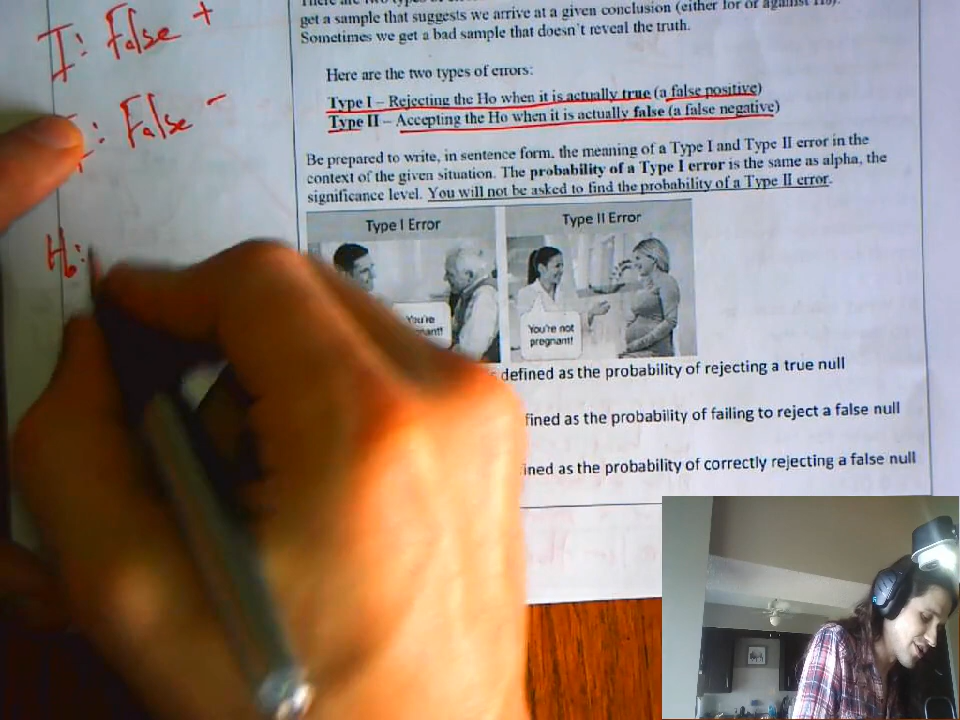 I: False +
: False -
H₀:
get a sample that suggests we arrive at a given conclusion (either for or against Ho).
Sometimes we get a bad sample that doesn't reveal the truth.
Here are the two types of errors:
Type I – Rejecting the Ho when it is actually true (a false positive)
Type II – Accepting the Ho when it is actually false (a false negative)
Be prepared to write, in sentence form, the meaning of a Type I and Type II error in the
context of the given situation. The probability of a Type I error is the same as alpha, the
significance level. You will not be asked to find the probability of a Type II error.
Type I Error
Type II Error
You're
You're not
pregnant!
defined as the probability of rejecting a true null
fined as the probability of failing to reject a false null
ined as the probability of correctly rejecting a false null